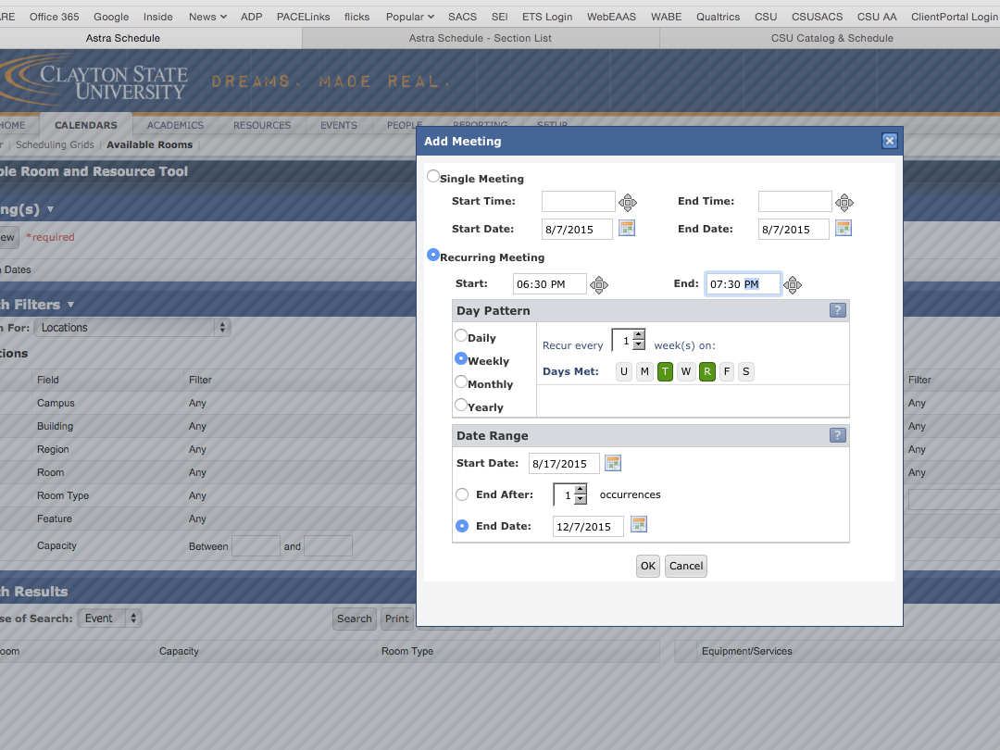 ARE Office 365 Google Inside News ADP PACELinks flicks Popular SACS SEI ETS Login WebEAAS WABE Qualtrics CSU CSUSACS CSU AA ClientPortal Login
Astra Schedule Astra Schedule - Section List CSU Catalog & Schedule
CLAYTON STATE
UNIVERSITY
DREAMS. MADE REAL.
HOME CALENDARS ACADEMICS RESOURCES EVENTS PEOPLE REPORTING SETUP
r | Scheduling Grids | Available Rooms |
ble Room and Resource Tool
ng(s)
ew *required
n Dates
h Filters
h For: Locations
ions
Field Filter Filter
Campus Any Any
Building Any Any
Region Any Any
Room Any Any
Room Type Any
Feature Any
Capacity Between and
h Results
se of Search: Event Search Print
oom Capacity Room Type Equipment/Services
Add Meeting
Single Meeting
Start Time: End Time:
Start Date: 8/7/2015 End Date: 8/7/2015
Recurring Meeting
Start: 06:30 PM End: 07:30 PM
Day Pattern ?
Daily
Weekly
Monthly
Yearly
Recur every 1 week(s) on:
Days Met: U M T W R F S
Date Range ?
Start Date: 8/17/2015
End After: 1 occurrences
End Date: 12/7/2015
OK Cancel